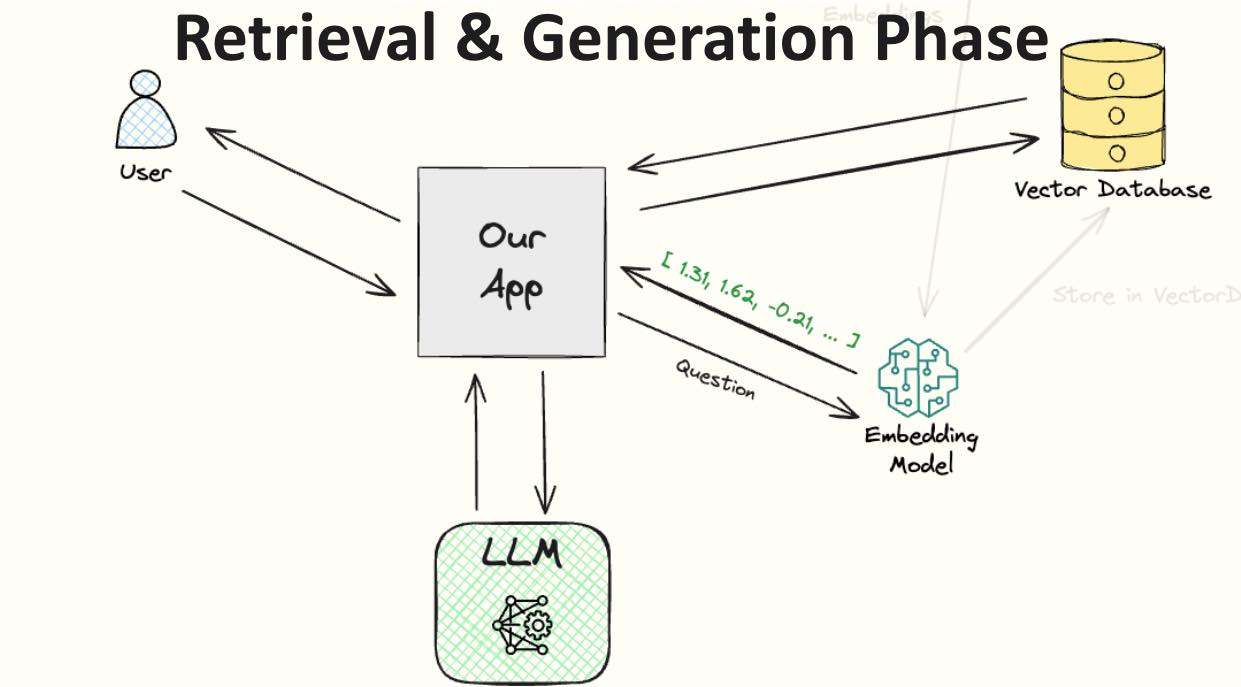 Embeddings
Retrieval & Generation Phase
User
Vector Database
Our
App
[ 1.31, 1.62, -0.21, ... ]
Question
Store in VectorD
Embedding
Model
LLM